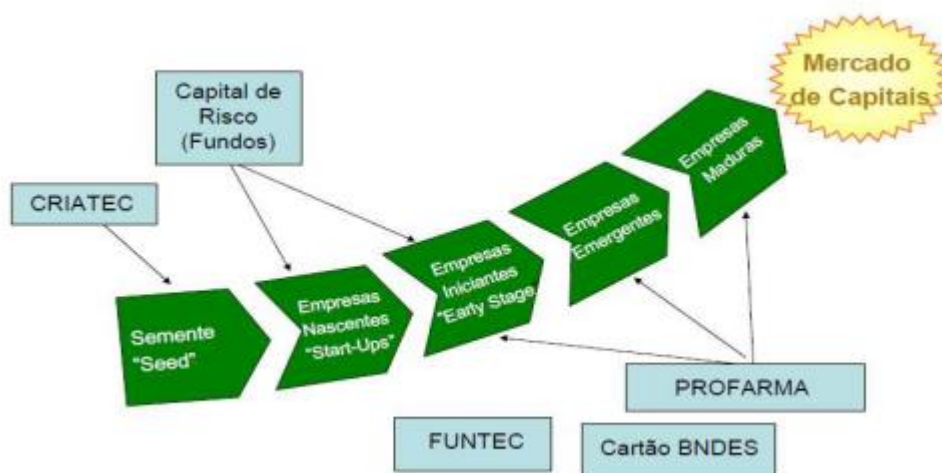 Mercado
de Capitais
Capital de
Risco
(Fundos)
CRIATEC
Semente
"Seed"
Empresas
Nascentes
"Start-Ups"
Empresas
Iniciantes
"Early Stage
Empresas
Emergentes
Empresas
Maduras
PROFARMA
FUNTEC
Cartão BNDES